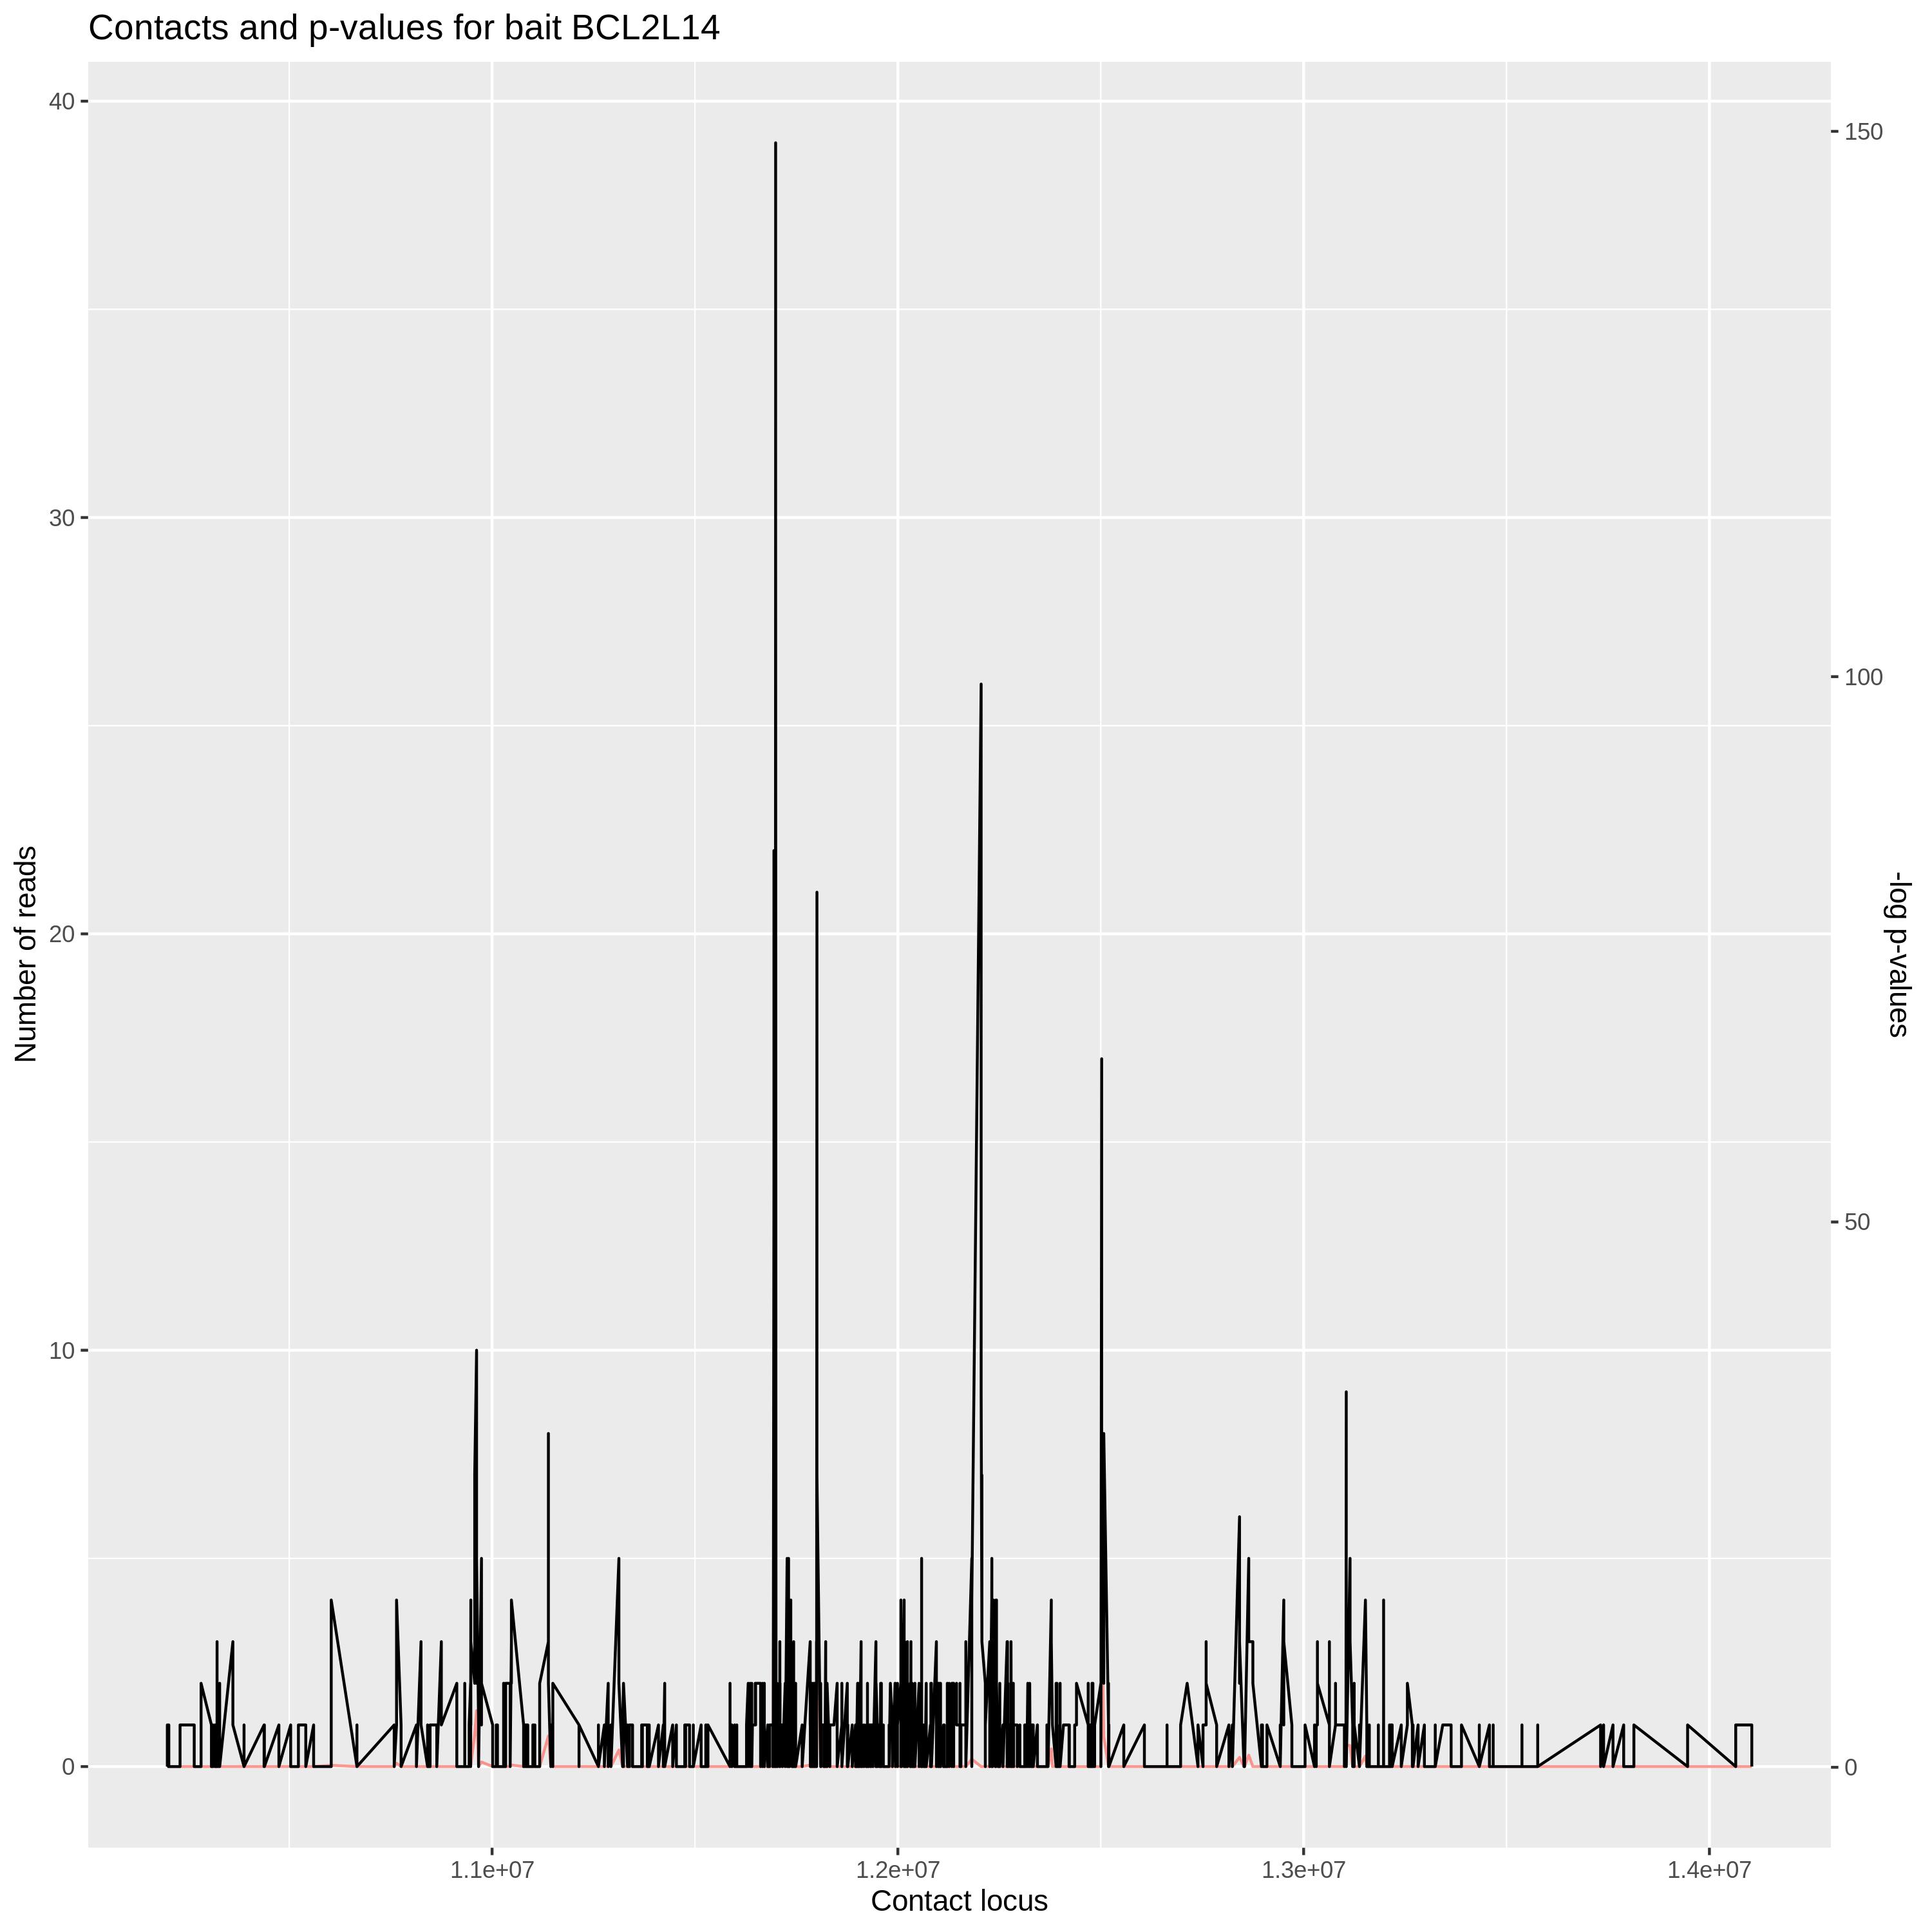 Contacts and p-values for bait BCL2L14
40
30
20
10
0
150
100
50
0
Number of reads
-log p-values
1.1e+07
1.2e+07
1.3e+07
1.4e+07
Contact locus